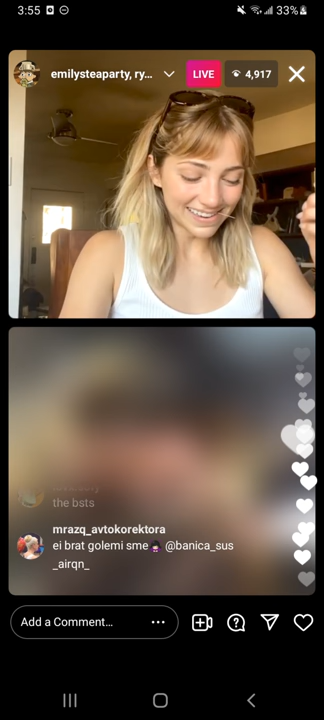 3:55
33%
emilysteaparty, ry...
LIVE
4,917
the bsts
mrazq_avtokorektora
ei brat golemi sme @banica_sus
_airqn_
Add a Comment...